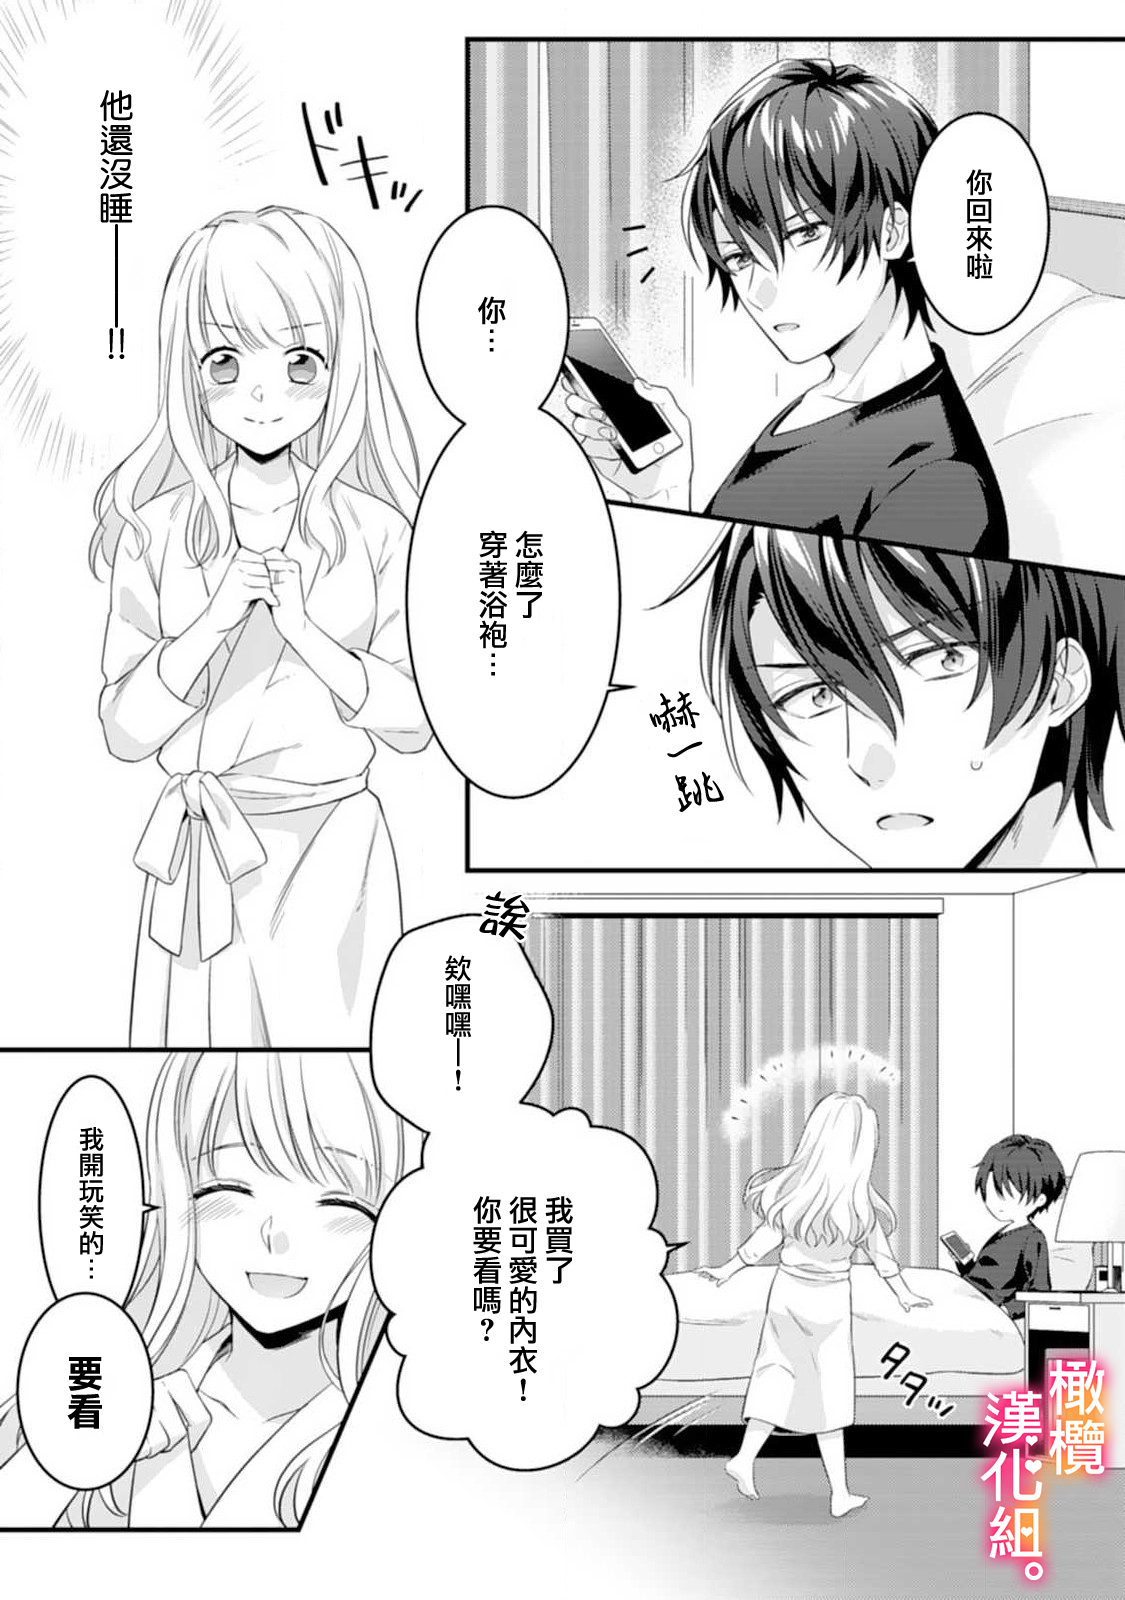 你回來啦
他還沒睡——!!
ドキッ
你…
怎麼了
穿著浴袍…
嚇一跳
誒
欸嘿嘿—!
我買了
很可愛的內衣!
你要看嗎?
タタッ
我開玩笑的…
要看
橄欖
漢化組。